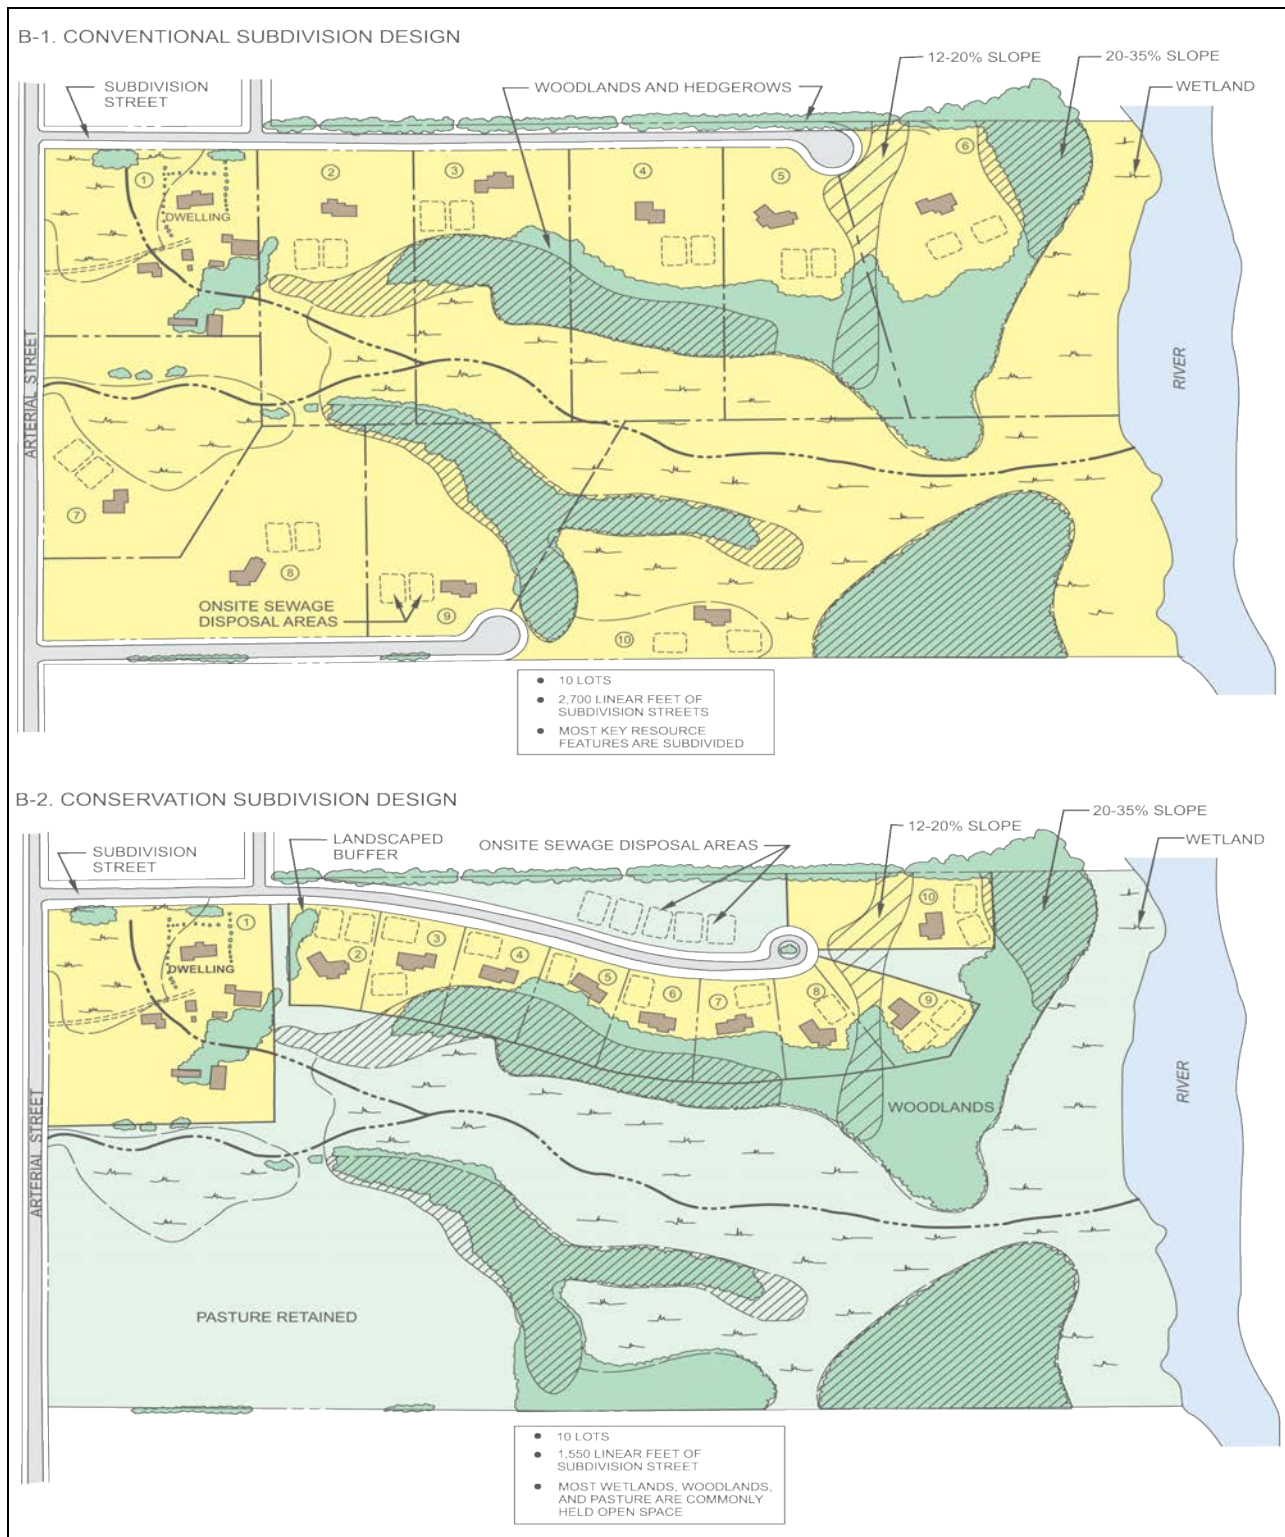 B-1. CONVENTIONAL SUBDIVISION DESIGN
12-20% SLOPE
20-35% SLOPE
SUBDIVISION
STREET
WOODLANDS AND HEDGEROWS
WETLAND
1
2
3
4
5
6
DWELLING
ARTERIAL STREET
RIVER
7
8
9
10
ONSITE SEWAGE
DISPOSAL AREAS
● 10 LOTS
● 2,700 LINEAR FEET OF
SUBDIVISION STREETS
● MOST KEY RESOURCE
FEATURES ARE SUBDIVIDED
B-2. CONSERVATION SUBDIVISION DESIGN
20-35% SLOPE
12-20% SLOPE
SUBDIVISION
STREET
LANDSCAPED
BUFFER
ONSITE SEWAGE DISPOSAL AREAS
WETLAND
1
2
3
4
5
6
7
8
9
10
DWELLING
ARTERIAL STREET
WOODLANDS
RIVER
PASTURE RETAINED
● 10 LOTS
● 1,550 LINEAR FEET OF
SUBDIVISION STREET
● MOST WETLANDS, WOODLANDS,
AND PASTURE ARE COMMONLY
HELD OPEN SPACE